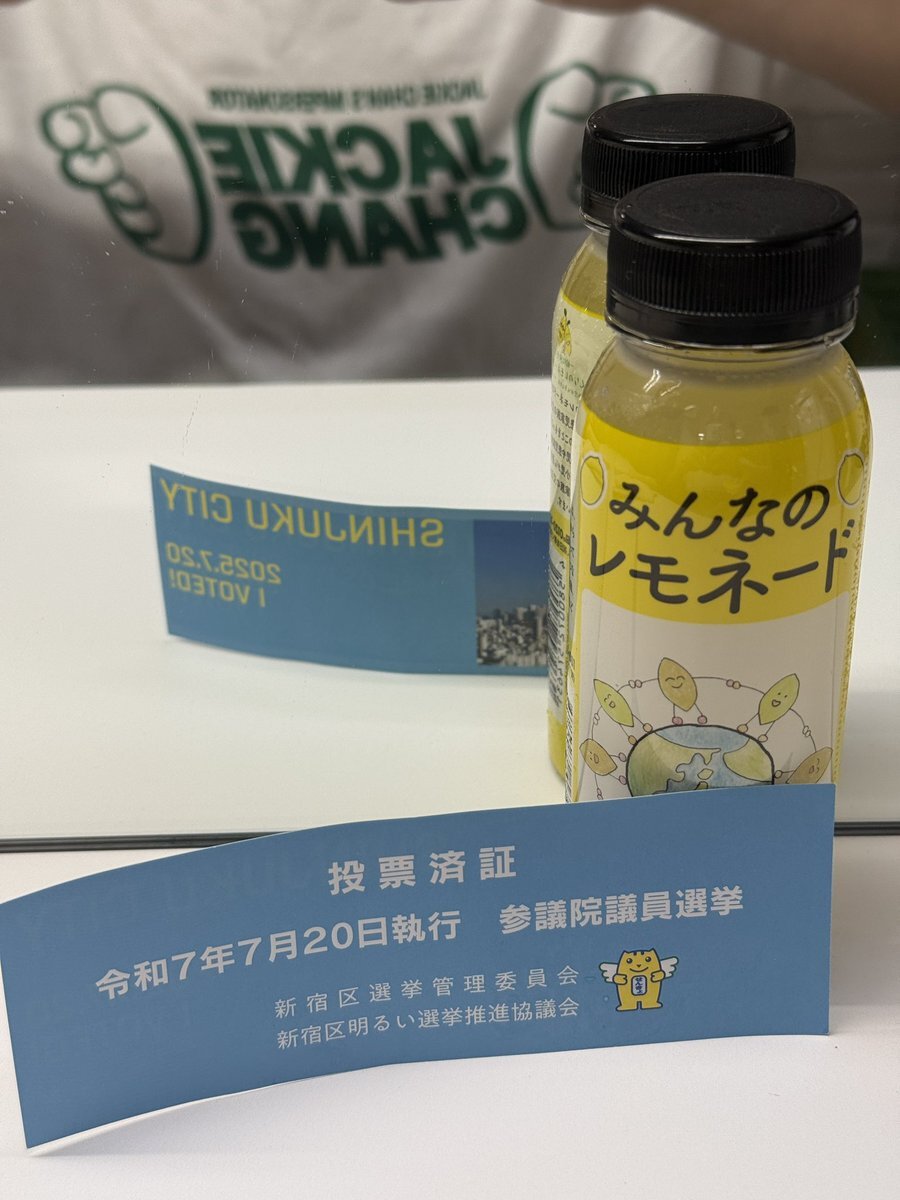 JACKIE CHAN'S IMPERSONATOR
JACKIE
CHANG
SHINJUKU CITY
2025.7.20
I VOTED!
みんなの
レモネード
投票済証
令和7年7月20日執行 参議院議員選挙
新宿区選挙管理委員会
新宿区明るい選挙推進協議会